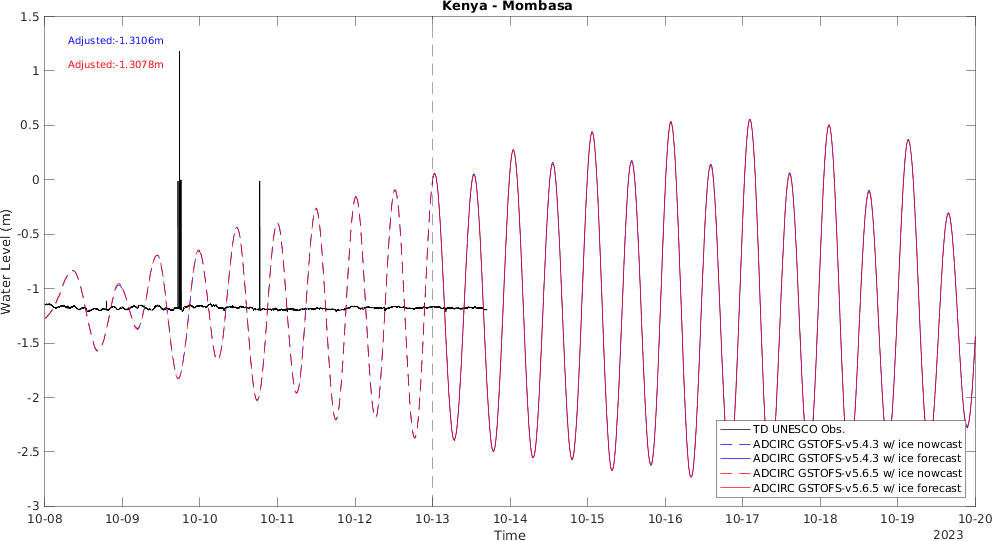 Kenya - Mombasa
Adjusted:-1.3106m
Adjusted:-1.3078m
1.5
1
0.5
0
-0.5
-1
-1.5
-2
-2.5
-3
Water Level (m)
TD UNESCO Obs.
ADCIRC GSTOFS-v5.4.3 w/ ice nowcast
ADCIRC GSTOFS-v5.4.3 w/ ice forecast
ADCIRC GSTOFS-v5.6.5 w/ ice nowcast
ADCIRC GSTOFS-v5.6.5 w/ ice forecast
10-08 10-09 10-10 10-11 10-12 10-13 10-14 10-15 10-16 10-17 10-18 10-19 10-20
Time
2023